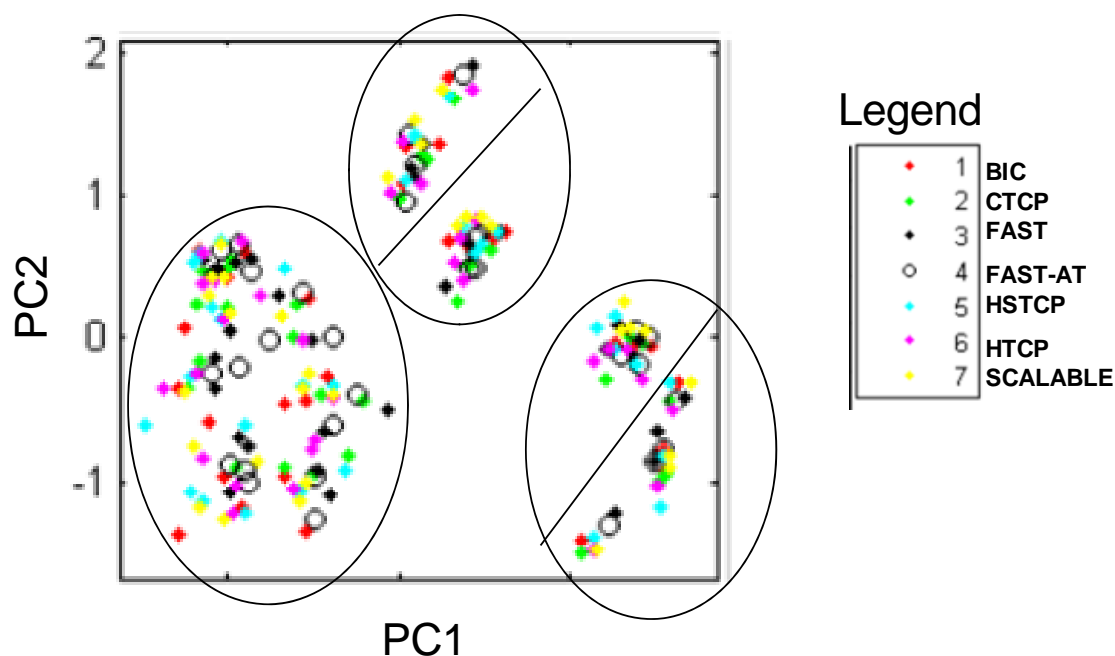 2
1
0
-1
PC2
PC1
Legend
1 BIC
2 CTCP
3 FAST
4 FAST-AT
5 HSTCP
6 HTCP
7 SCALABLE